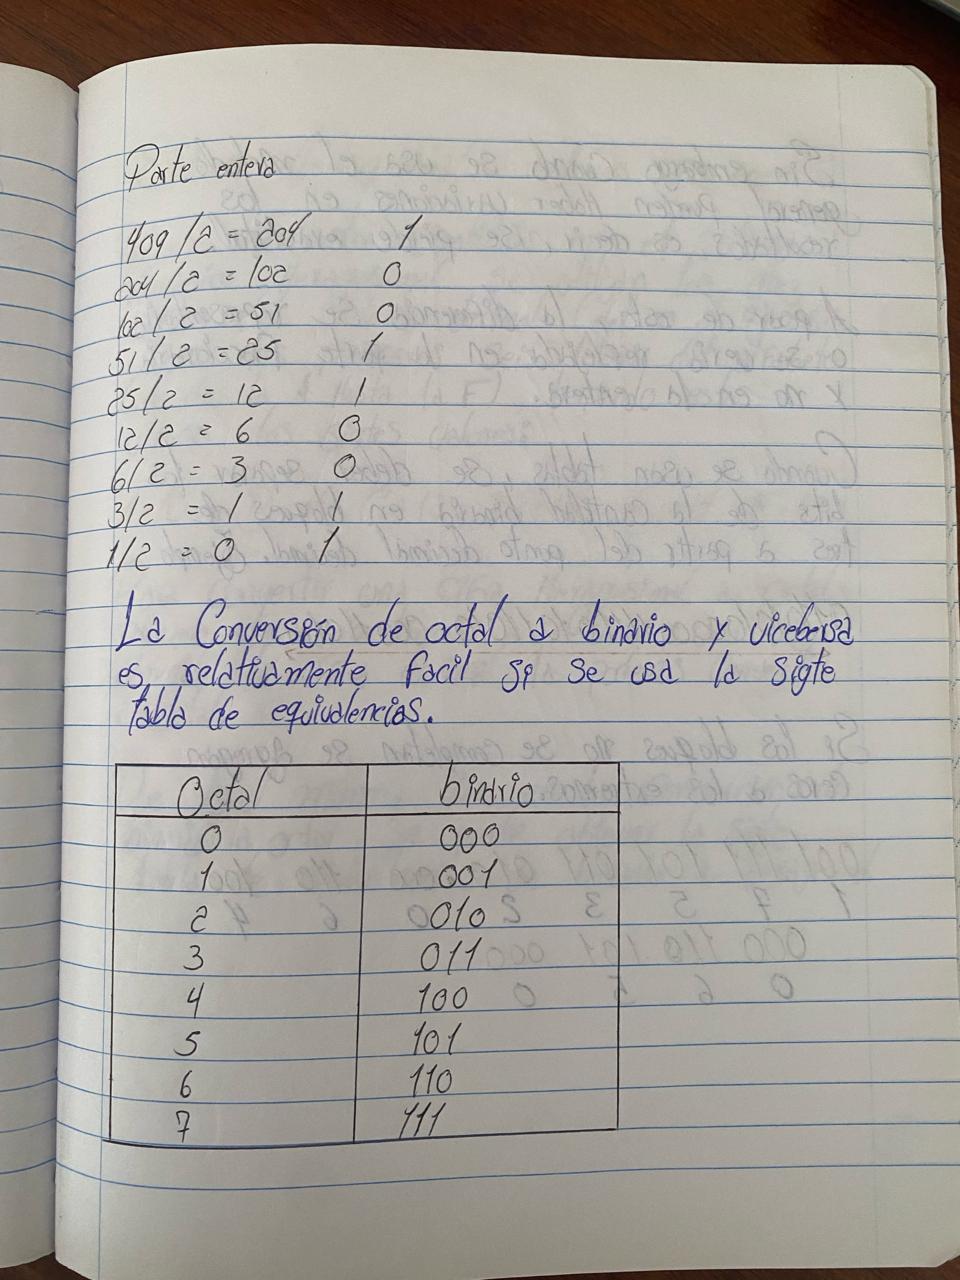 Parte entera
409/2 = 204 1
204/2 = 102 0
102/2 = 51 0
51/2 = 25 1
25/2 = 12 1
12/2 = 6 0
6/2 = 3 0
3/2 = 1 1
1/2 = 0 1
La Conversión de octal a binario y vicebersa
es relativamente facil si se usa la sigte
tabla de equivalencias.
Octal binario
0 000
1 001
2 0010
3 011
4 100
5 101
6 110
7 111